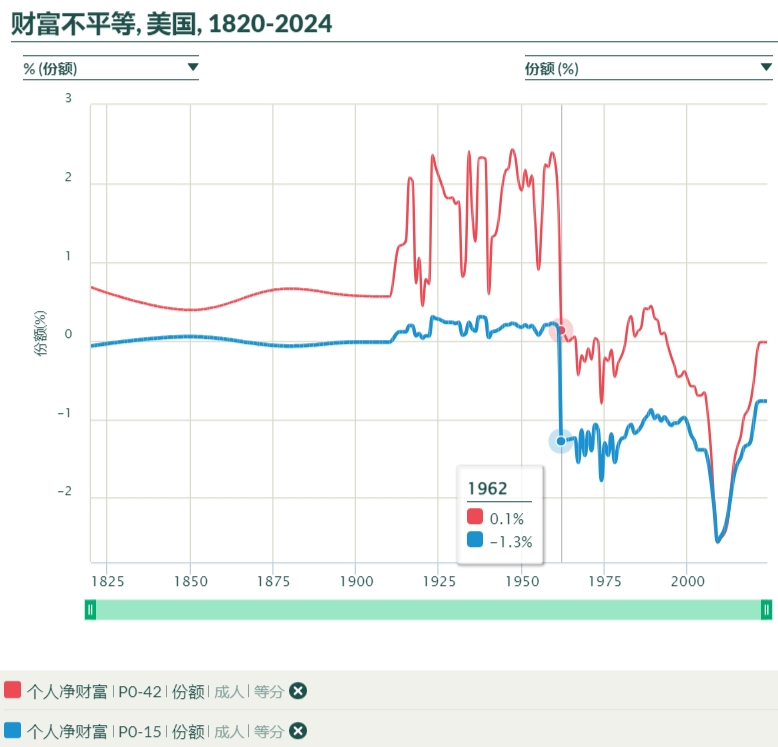 财富不平等, 美国, 1820-2024
% (份额)
份额 (%)
3
2
1
0
−1
−2
份额(%)
1962
0.1%
−1.3%
1825 1850 1875 1900 1925 1950 1975 2000
个人净财富 | P0-42 | 份额 | 成人 | 等分
个人净财富 | P0-15 | 份额 | 成人 | 等分